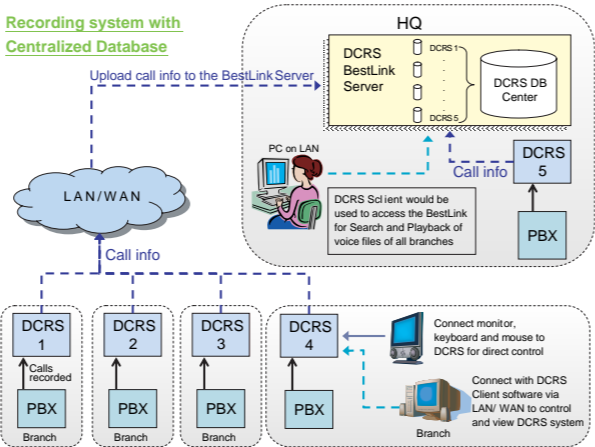 Recording system with
Centralized Database
HQ
DCRS
BestLink
Server
DCRS 1
DCRS 5
DCRS DB
Center
Upload call info to the BestLink Server
PC on LAN
Call info
DCRS
5
LAN/WAN
DCRS Sclient would be
used to access the BestLink
for Search and Playback of
voice files of all branches
PBX
Call info
DCRS
1
DCRS
2
DCRS
3
DCRS
4
Connect monitor,
keyboard and mouse to
DCRS for direct control
Calls
recorded
PBX
PBX
PBX
PBX
Connect with DCRS
Client software via
LAN/ WAN to control
and view DCRS system
Branch
Branch
Branch
Branch